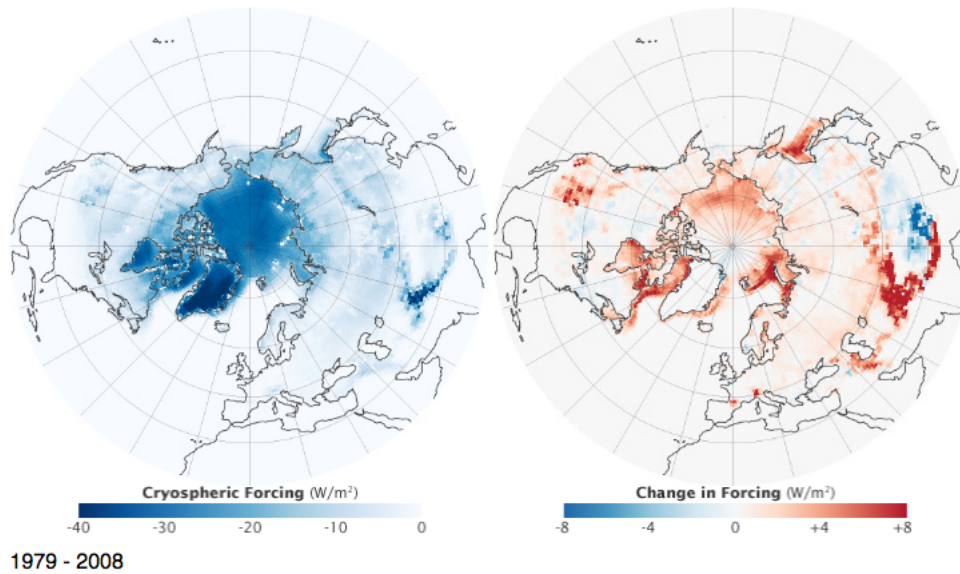 Cryospheric Forcing (W/m²)
-40 -30 -20 -10 0
Change in Forcing (W/m²)
-8 -4 0 +4 +8
1979 - 2008